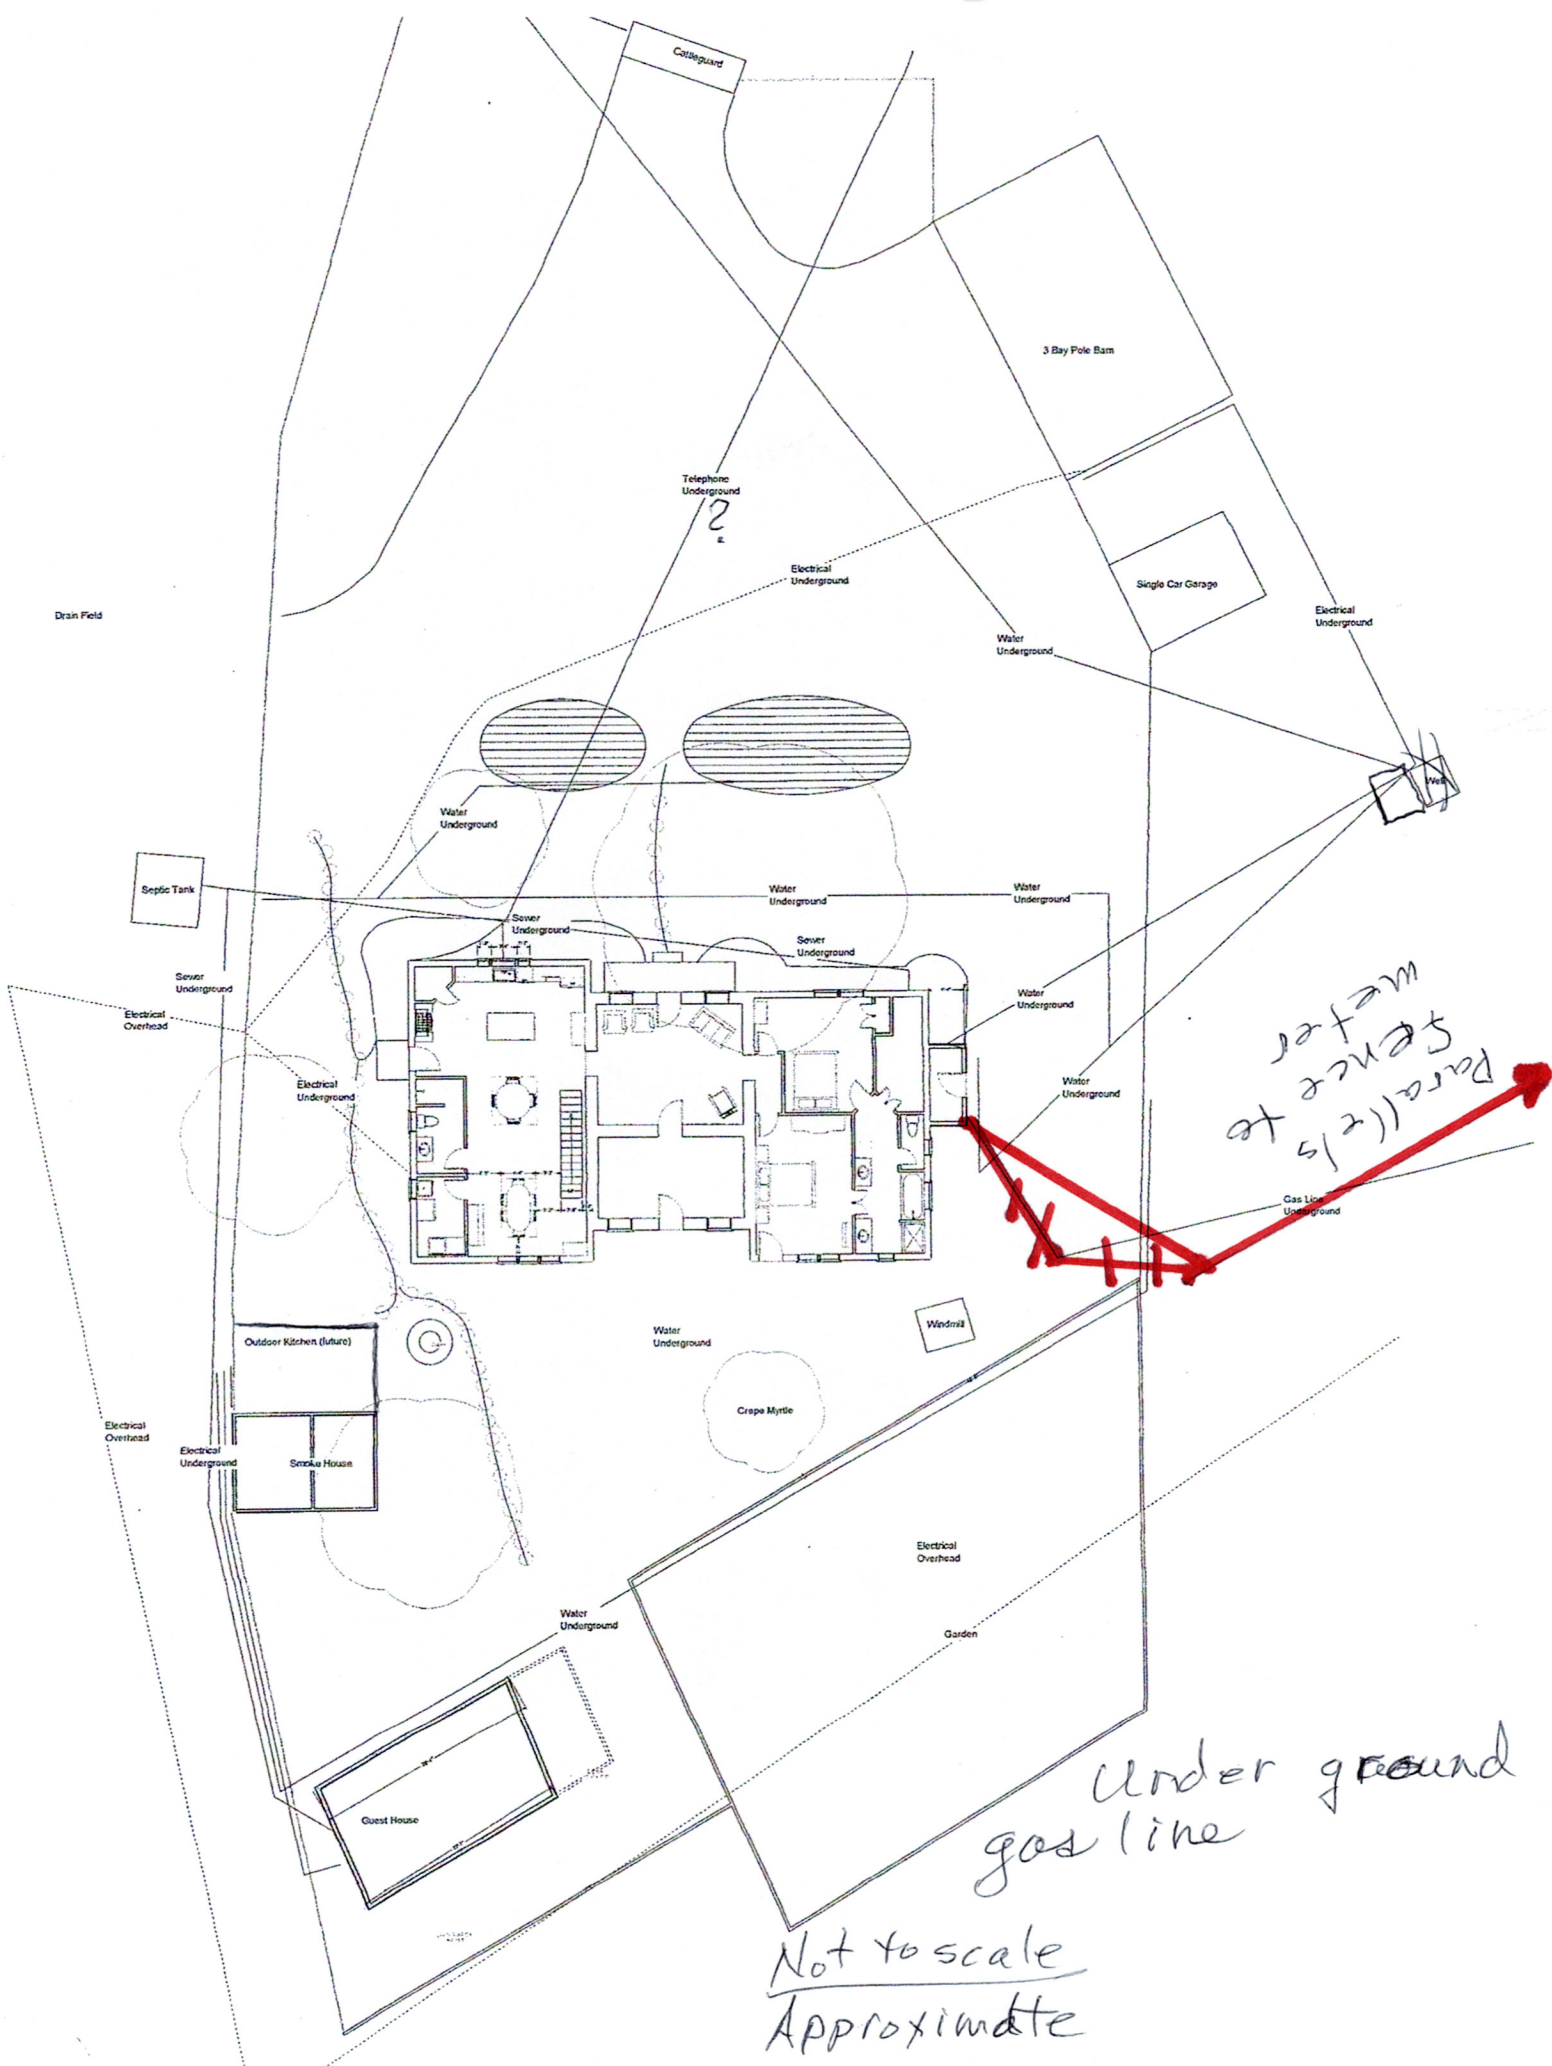 Cattleguard
3 Bay Pole Barn
Telephone
Underground
?
Electrical
Underground
Single Car Garage
Drain Field
Electrical
Underground
Water
Underground
Well
Water
Underground
Septic Tank
Water
Underground
Water
Underground
Sewer
Underground
Sewer
Underground
Sewer
Underground
Water
Underground
Electrical
Overhead
Electrical
Underground
Water
Underground
Parallels
fence to
meter
Gas Line
Underground
Outdoor Kitchen (future)
Water
Underground
Windmill
Crape Myrtle
Electrical
Overhead
Electrical
Underground
Smoke House
Electrical
Overhead
Water
Underground
Garden
Guest House
Under ground
gas line
Not to scale
Approximate